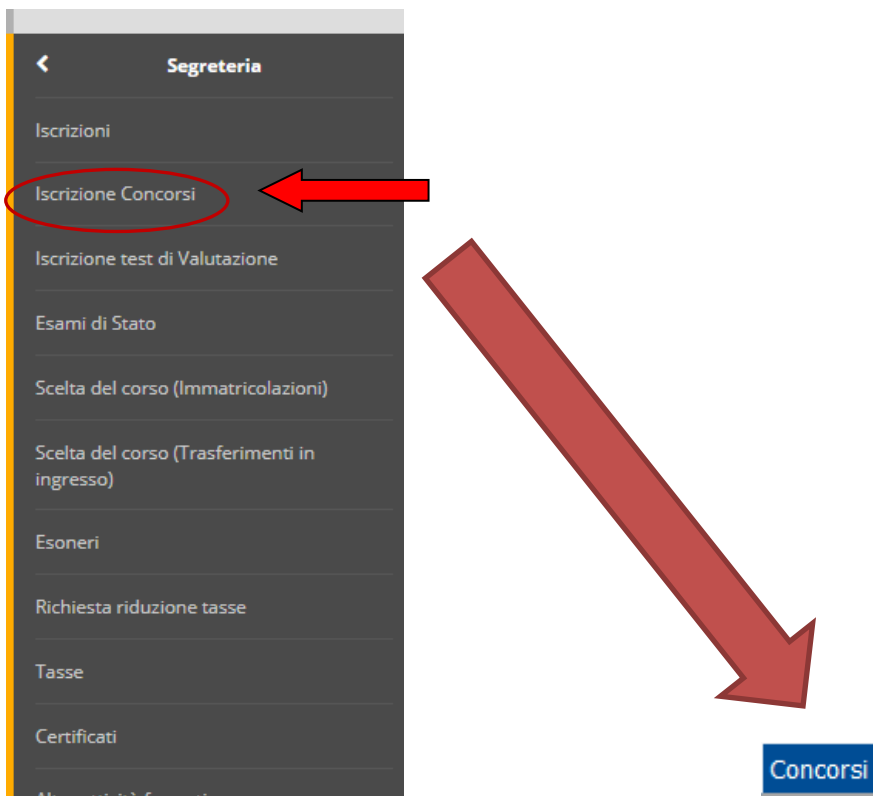 Segreteria
Iscrizioni
Iscrizione Concorsi
Iscrizione test di Valutazione
Esami di Stato
Scelta del corso (Immatricolazioni)
Scelta del corso (Trasferimenti in
ingresso)
Esoneri
Richiesta riduzione tasse
Tasse
Certificati
Concorsi